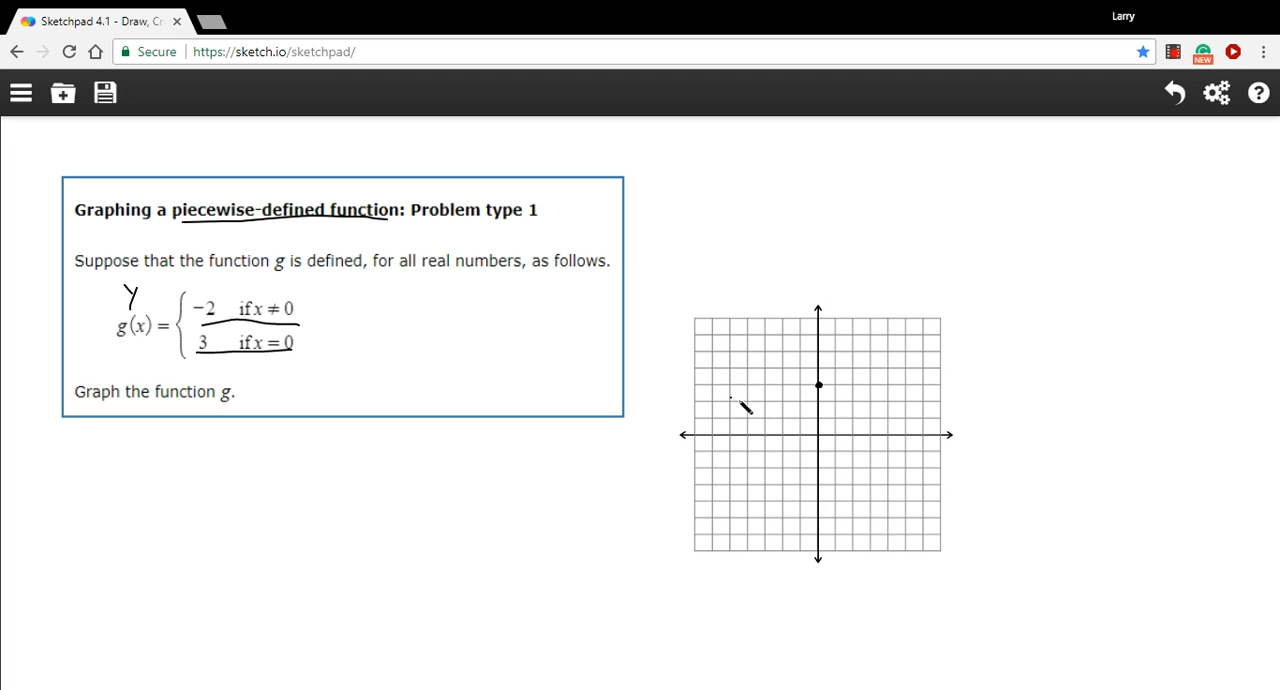 Larry
Sketchpad 4.1 - Draw, Cr
Secure https://sketch.io/sketchpad/
NEW
Graphing a piecewise-defined function: Problem type 1
Suppose that the function g is defined, for all real numbers, as follows.
Y
-2 if x ≠ 0
g(x) = {
3 if x = 0
Graph the function g.